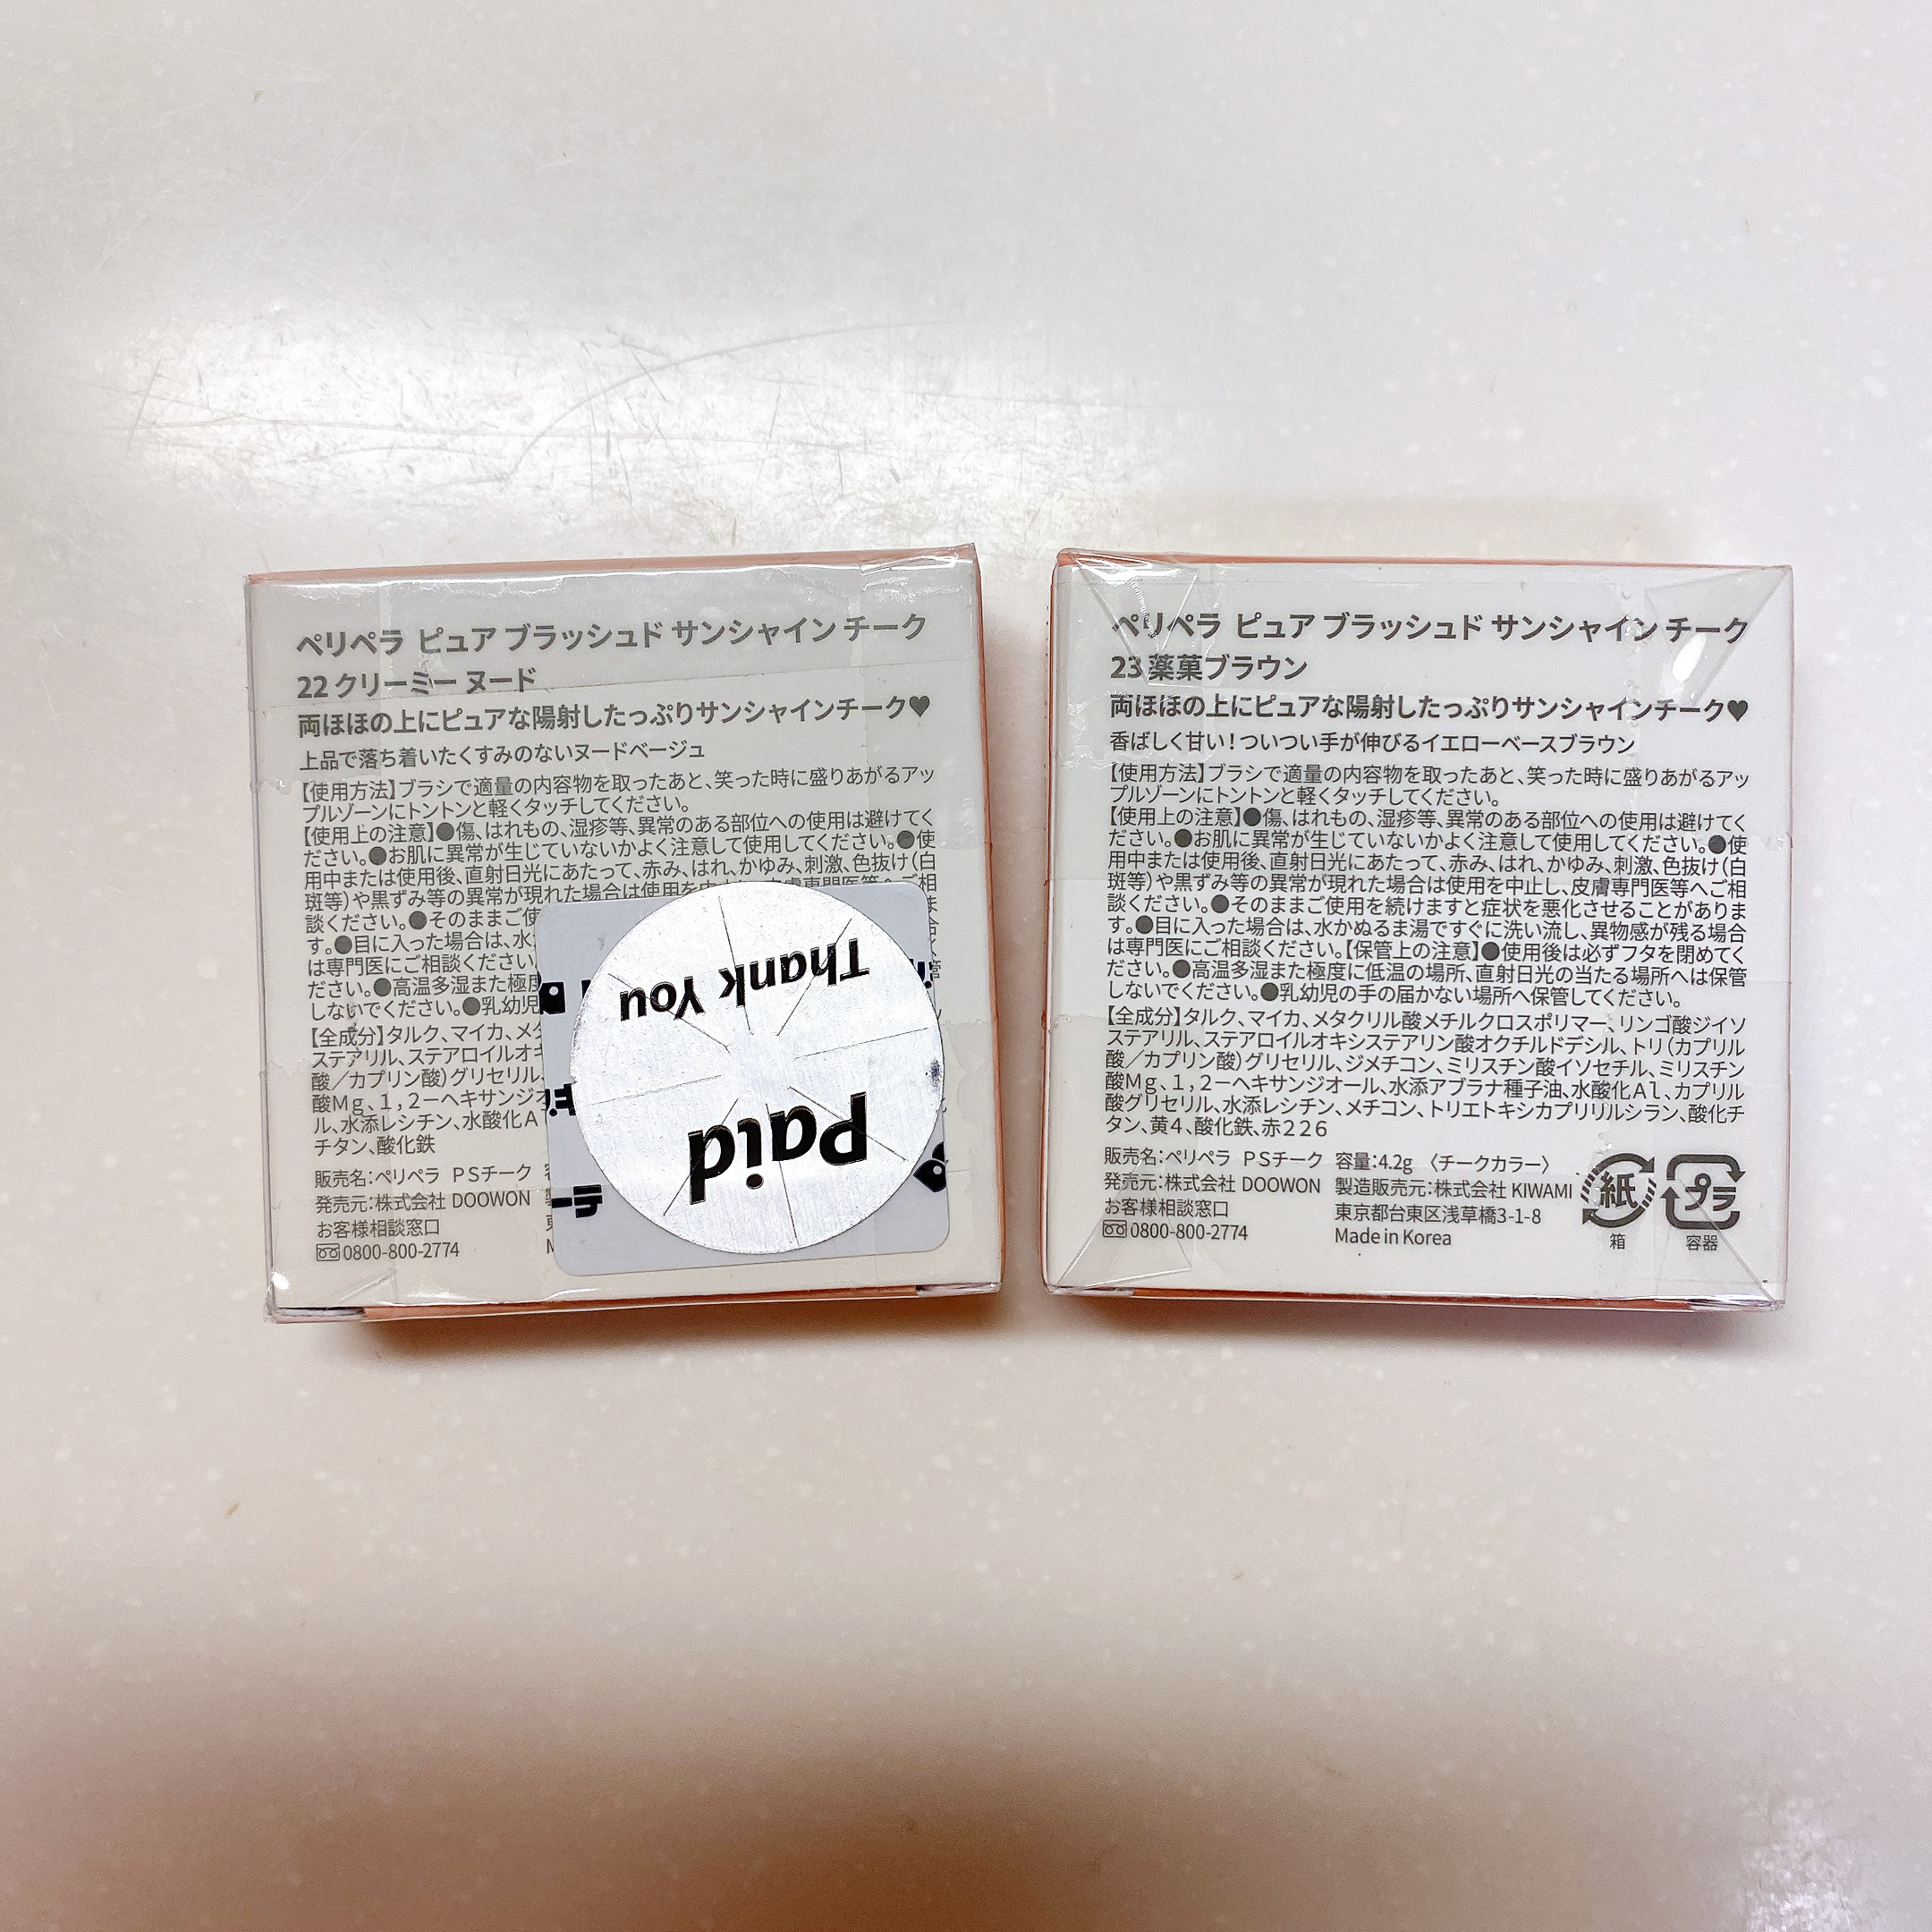 ペリペラ ピュア ブラッシュド サンシャイン チーク
22 クリーミー ヌード
両ほほの上にピュアな陽射したっぷりサンシャインチーク♥
上品で落ち着いたくすみのないヌードベージュ
【使用方法】ブラシで適量の内容物を取ったあと、笑った時に盛りあがるアッ
プルゾーンにトントンと軽くタッチしてください。
【使用上の注意】●傷、はれもの、湿疹等、異常のある部位への使用は避けてく
ださい。●お肌に異常が生じていないかよく注意して使用してください。●使
用中または使用後、直射日光にあたって、赤み、はれ、かゆみ、刺激、色抜け(白
斑等)や黒ずみ等の異常が現れた場合は使用を
談ください。●そのままご使
す。●目に入った場合は、水
は専門医にご相談ください
ださい。●高温多湿また極度
しないでください。●乳幼児
【全成分】タルク、マイカ、メタ
ステアリル、ステアロイルオキ
酸/カプリン酸)グリセリル、
酸Mg、1,2-ヘキサンジオ
ル、水添レシチン、水酸化A
チタン、酸化鉄
販売名:ペリペラ PSチーク
発売元:株式会社 DOOWON
お客様相談窓口
0800-800-2774
Paid
Thank You
ペリペラ ピュア ブラッシュド サンシャイン チーク
23 薬菓ブラウン
両ほほの上にピュアな陽射したっぷりサンシャインチーク♥
香ばしく甘い!ついつい手が伸びるイエローベースブラウン
【使用方法】ブラシで適量の内容物を取ったあと、笑った時に盛りあがるアッ
プルゾーンにトントンと軽くタッチしてください。
【使用上の注意】●傷、はれもの、湿疹等、異常のある部位への使用は避けてく
ださい。●お肌に異常が生じていないかよく注意して使用してください。●使
用中または使用後、直射日光にあたって、赤み、はれ、かゆみ、刺激、色抜け(白
斑等)や黒ずみ等の異常が現れた場合は使用を中止し、皮膚専門医等へご相
談ください。●そのままご使用を続けますと症状を悪化させることがありま
す。●目に入った場合は、水かぬるま湯ですぐに洗い流し、異物感が残る場合
は専門医にご相談ください。【保管上の注意】●使用後は必ずフタを閉めてく
ださい。●高温多湿また極度に低温の場所、直射日光の当たる場所へは保管
しないでください。●乳幼児の手の届かない場所へ保管してください。
【全成分】タルク、マイカ、メタクリル酸メチルクロスポリマー、リンゴ酸ジイソ
ステアリル、ステアロイルオキシステアリン酸オクチルドデシル、トリ(カプリル
酸/カプリン酸)グリセリル、ジメチコン、ミリスチン酸イソセチル、ミリスチン
酸Mg、1,2-ヘキサンジオール、水添アブラナ種子油、水酸化Al、カプリル
酸グリセリル、水添レシチン、メチコン、トリエトキシカプリリルシラン、酸化チ
タン、黄4、酸化鉄、赤226
販売名:ペリペラ PSチーク 容量:4.2g 〈チークカラー〉
発売元:株式会社 DOOWON 製造販売元:株式会社 KIWAMI
お客様相談窓口 東京都台東区浅草橋3-1-8
0800-800-2774 Made in Korea
紙 プラ
箱 容器